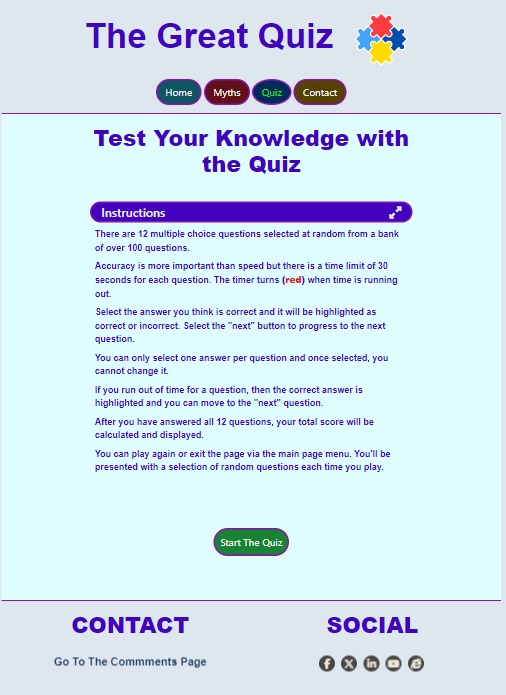 The Great Quiz
Home Myths Quiz Contact
Test Your Knowledge with
the Quiz
Instructions
There are 12 multiple choice questions selected at random from a bank
of over 100 questions.
Accuracy is more important than speed but there is a time limit of 30
seconds for each question. The timer turns (red) when time is running
out.
Select the answer you think is correct and it will be highlighted as
correct or incorrect. Select the "next" button to progress to the next
question.
You can only select one answer per question and once selected, you
cannot change it.
If you run out of time for a question, then the correct answer is
highlighted and you can move to the "next" question.
After you have answered all 12 questions, your total score will be
calculated and displayed.
You can play again or exit the page via the main page menu. You'll be
presented with a selection of random questions each time you play.
Start The Quiz
CONTACT SOCIAL
Go To The Commments Page